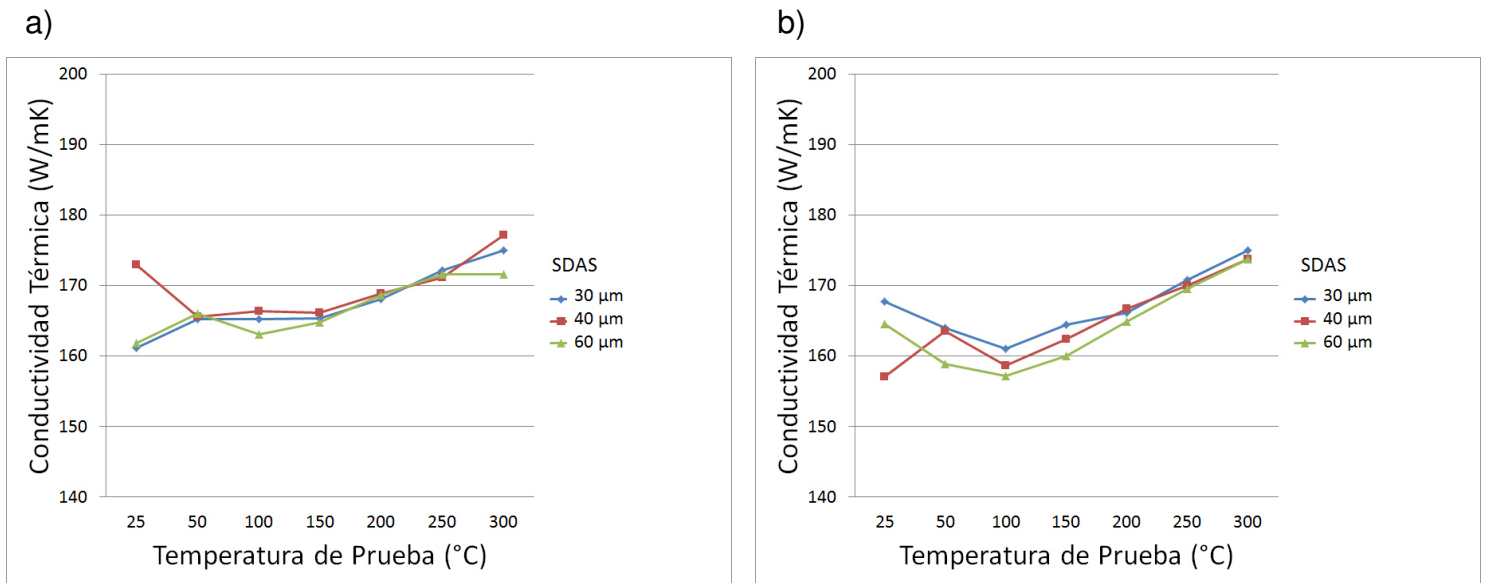 a)
Conductividad Térmica (W/mK)
200
190
180
170
160
150
140
25 50 100 150 200 250 300
Temperatura de Prueba (°C)
SDAS
30 µm
40 µm
60 µm
b)
Conductividad Térmica (W/mK)
200
190
180
170
160
150
140
25 50 100 150 200 250 300
Temperatura de Prueba (°C)
SDAS
30 µm
40 µm
60 µm